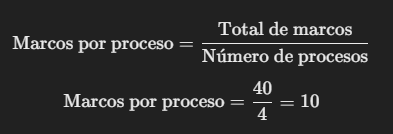 Marcos por proceso = Total de marcos / Número de procesos
Marcos por proceso = 40 / 4 = 10